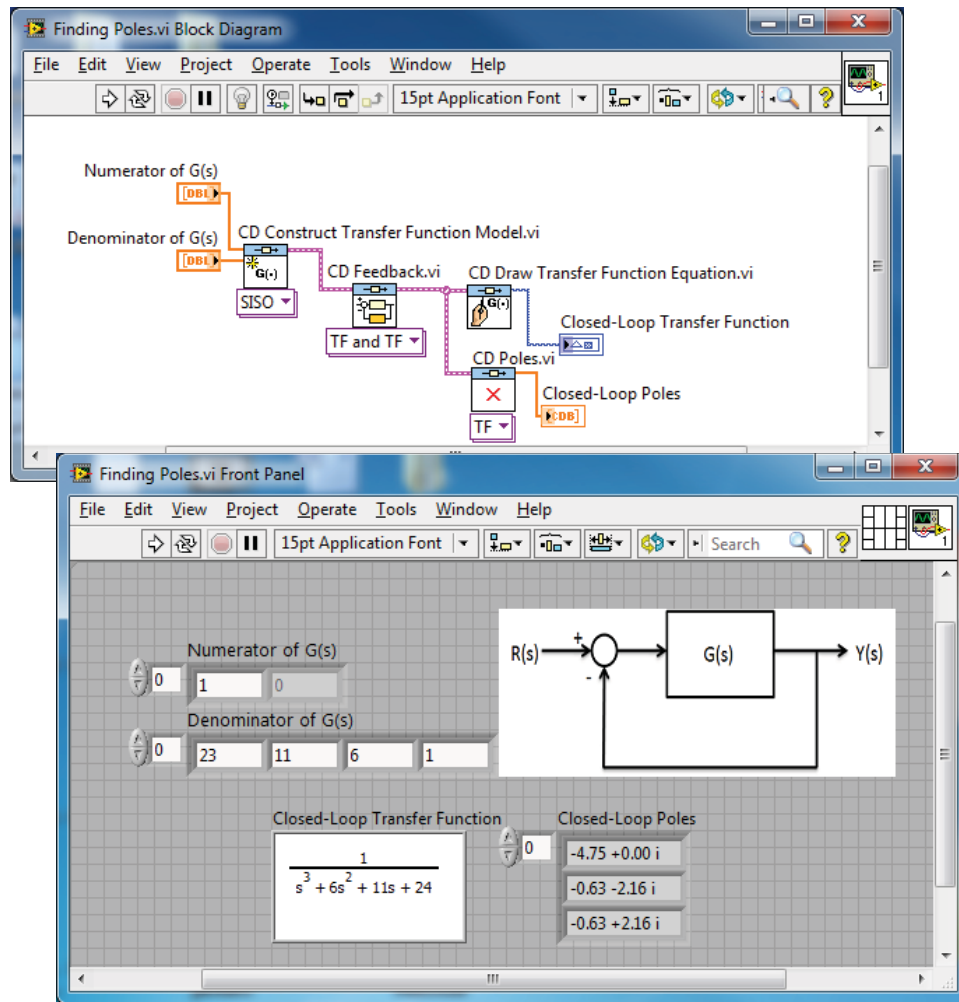 Finding Poles.vi Block Diagram
File Edit View Project Operate Tools Window Help
15pt Application Font
1
Numerator of G(s)
[DBL]
Denominator of G(s)
[DBL]
CD Construct Transfer Function Model.vi
G(·)
SISO
CD Feedback.vi
TF and TF
CD Draw Transfer Function Equation.vi
G(·)
Closed-Loop Transfer Function
CD Poles.vi
TF
Closed-Loop Poles
[CDB]
Finding Poles.vi Front Panel
File Edit View Project Operate Tools Window Help
15pt Application Font Search
1
Numerator of G(s)
0 1 0
Denominator of G(s)
0 23 11 6 1
R(s) + - G(s) Y(s)
Closed-Loop Transfer Function
1
s^3 + 6s^2 + 11s + 24
Closed-Loop Poles
0
-4.75 +0.00 i
-0.63 -2.16 i
-0.63 +2.16 i